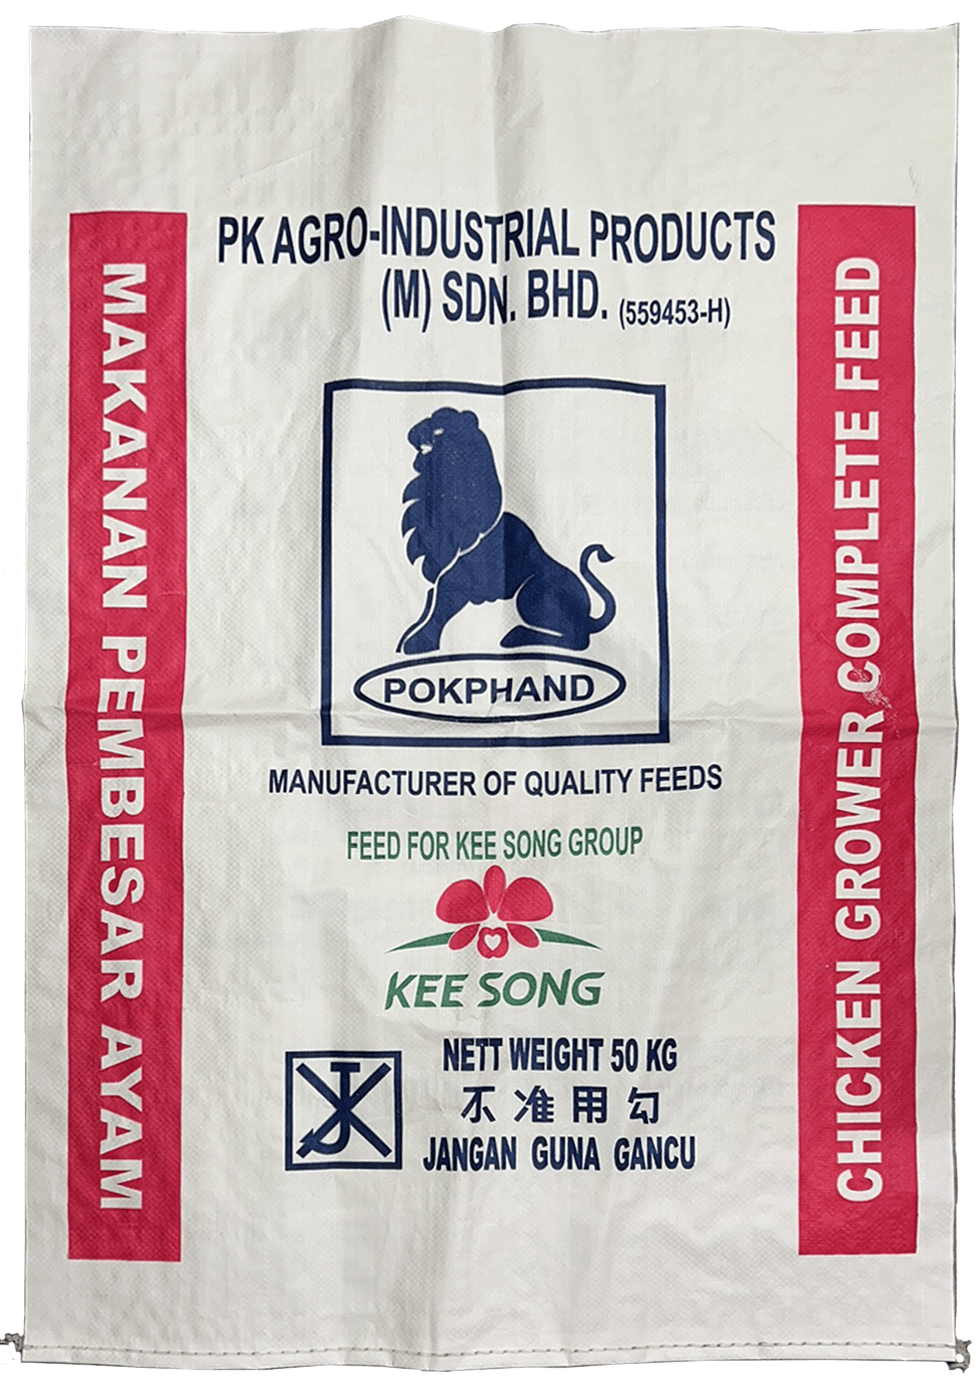 PK AGRO-INDUSTRIAL PRODUCTS
(M) SDN. BHD. (559453-H)
MAKANAN PEMBESAR AYAM
POKPHAND
MANUFACTURER OF QUALITY FEEDS
FEED FOR KEE SONG GROUP
KEE SONG
NETT WEIGHT 50 KG
不准用勾
JANGAN GUNA GANCU
CHICKEN GROWER COMPLETE FEED